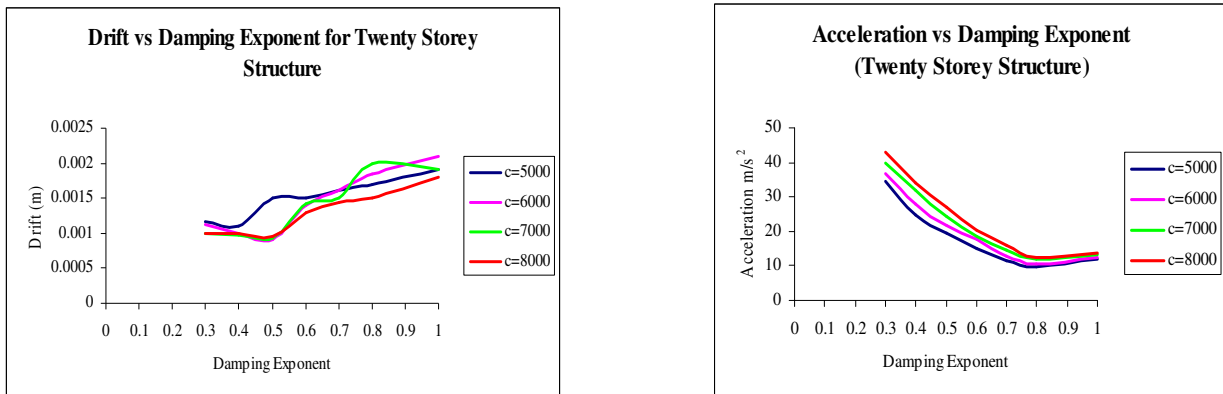 Drift vs Damping Exponent for Twenty Storey
Structure
0.0025
0.002
0.0015
0.001
0.0005
0
Drift (m)
0 0.1 0.2 0.3 0.4 0.5 0.6 0.7 0.8 0.9 1
Damping Exponent
c=5000
c=6000
c=7000
c=8000
Acceleration vs Damping Exponent
(Twenty Storey Structure)
50
40
30
20
10
0
Acceleration m/s²
0 0.1 0.2 0.3 0.4 0.5 0.6 0.7 0.8 0.9 1
Damping Exponent
c=5000
c=6000
c=7000
c=8000